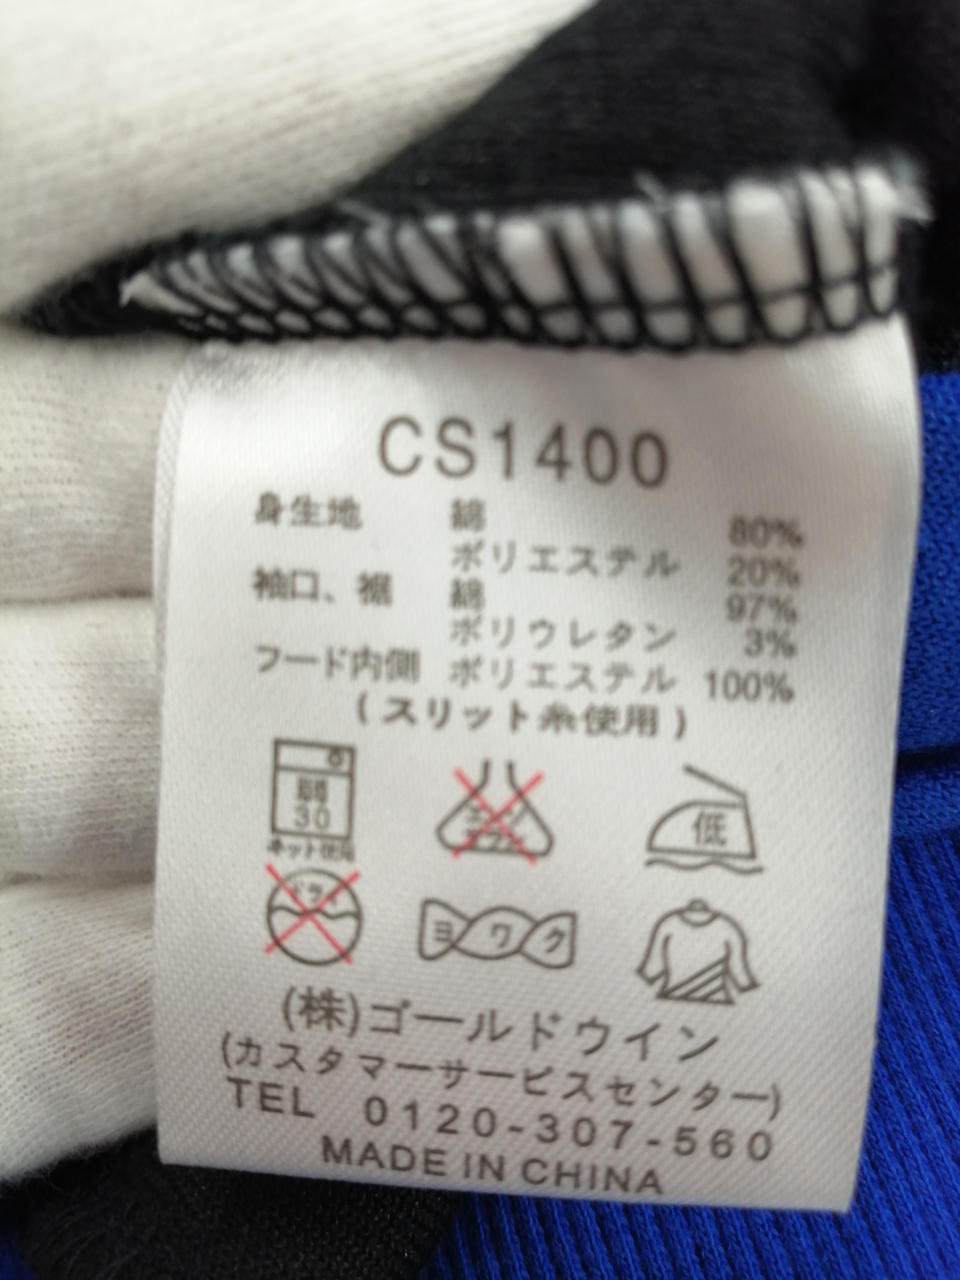 CS1400
身生地 綿 80%
ポリエステル 20%
袖口、裾 綿 97%
ポリウレタン 3%
フード内側 ポリエステル 100%
(スリット糸使用)
30
ネット使用
低
ヨワク
(株)ゴールドウイン
(カスタマーサービスセンター)
TEL 0120-307-560
MADE IN CHINA